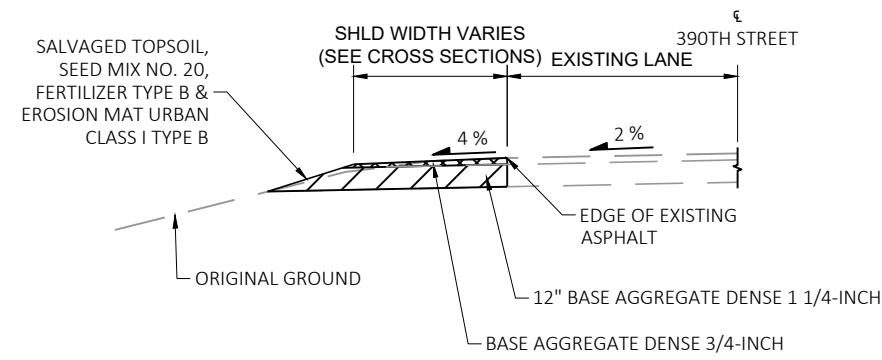 SALVAGED TOPSOIL,
SEED MIX NO. 20,
FERTILIZER TYPE B &
EROSION MAT URBAN
CLASS I TYPE B
SHLD WIDTH VARIES
(SEE CROSS SECTIONS)
EXISTING LANE
℄
390TH STREET
4 %
2 %
EDGE OF EXISTING
ASPHALT
ORIGINAL GROUND
12" BASE AGGREGATE DENSE 1 1/4-INCH
BASE AGGREGATE DENSE 3/4-INCH